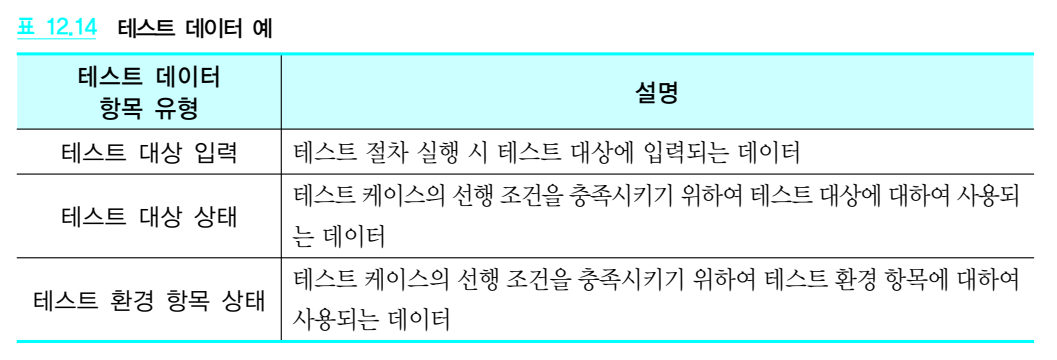 표 12.14 테스트 데이터 예
테스트 데이터
항목 유형
설명
테스트 대상 입력
테스트 절차 실행 시 테스트 대상에 입력되는 데이터
테스트 대상 상태
테스트 케이스의 선행 조건을 충족시키기 위하여 테스트 대상에 대하여 사용되
는 데이터
테스트 환경 항목 상태
테스트 케이스의 선행 조건을 충족시키기 위하여 테스트 환경 항목에 대하여
사용되는 데이터